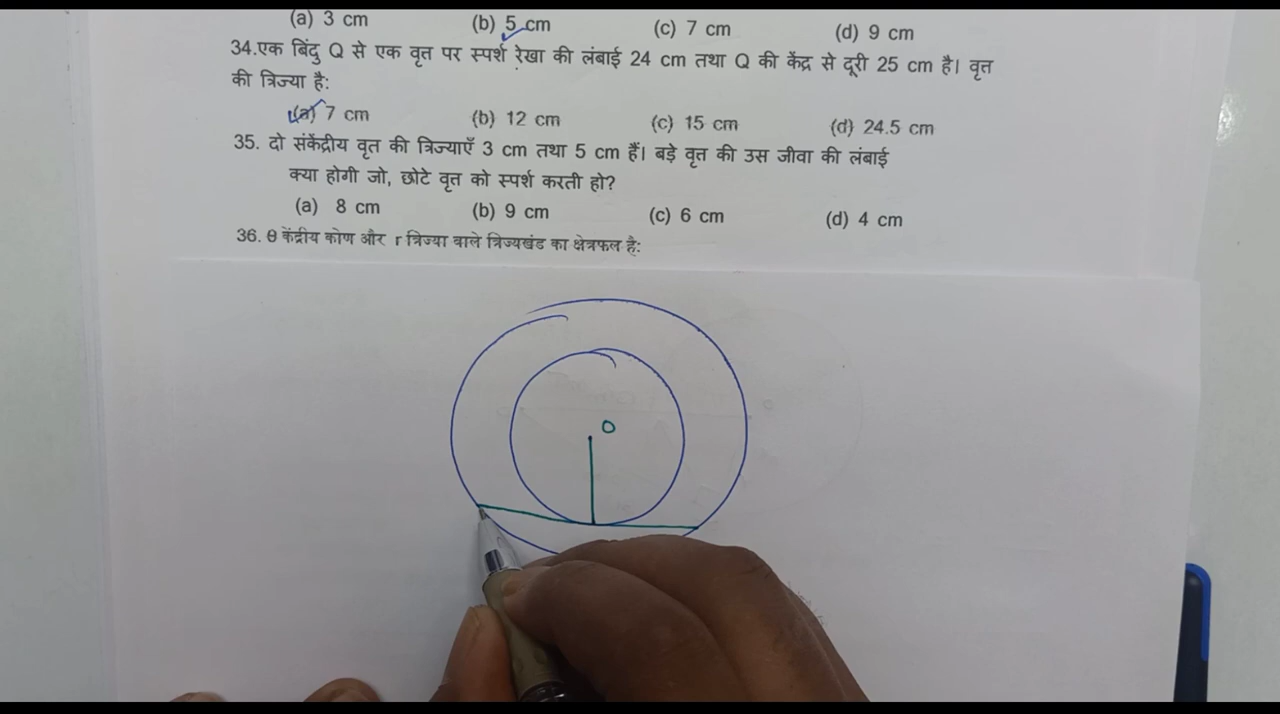 (a) 3 cm (b) 5 cm (c) 7 cm (d) 9 cm
34.एक बिंदु Q से एक वृत्त पर स्पर्श रेखा की लंबाई 24 cm तथा Q की केंद्र से दूरी 25 cm है। वृत्त
की त्रिज्या है:
(a) 7 cm (b) 12 cm (c) 15 cm (d) 24.5 cm
35. दो संकेंद्रीय वृत की त्रिज्याएँ 3 cm तथा 5 cm हैं। बड़े वृत्त की उस जीवा की लंबाई
क्या होगी जो, छोटे वृत्त को स्पर्श करती हो?
(a) 8 cm (b) 9 cm (c) 6 cm (d) 4 cm
36. θ केंद्रीय कोण और r त्रिज्या वाले त्रिज्यखंड का क्षेत्रफल है:
O